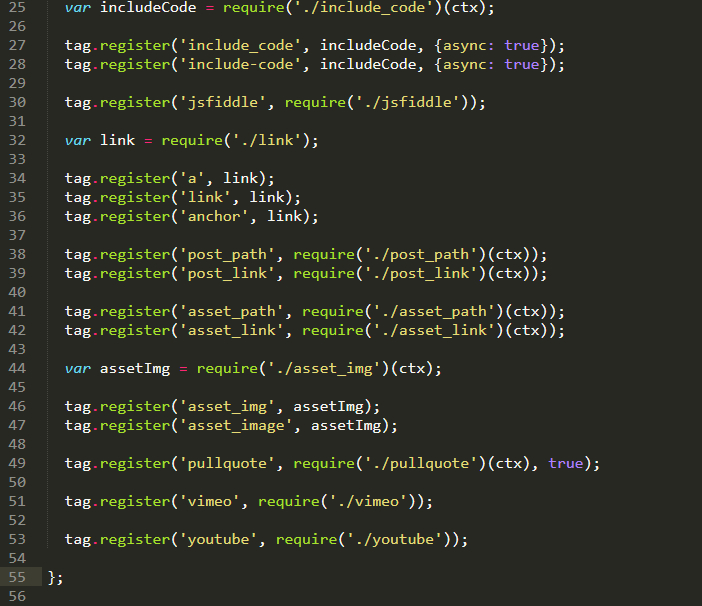 25 var includeCode = require('./include_code')(ctx);
26
27 tag.register('include_code', includeCode, {async: true});
28 tag.register('include-code', includeCode, {async: true});
29
30 tag.register('jsfiddle', require('./jsfiddle'));
31
32 var link = require('./link');
33
34 tag.register('a', link);
35 tag.register('link', link);
36 tag.register('anchor', link);
37
38 tag.register('post_path', require('./post_path')(ctx));
39 tag.register('post_link', require('./post_link')(ctx));
40
41 tag.register('asset_path', require('./asset_path')(ctx));
42 tag.register('asset_link', require('./asset_link')(ctx));
43
44 var assetImg = require('./asset_img')(ctx);
45
46 tag.register('asset_img', assetImg);
47 tag.register('asset_image', assetImg);
48
49 tag.register('pullquote', require('./pullquote')(ctx), true);
50
51 tag.register('vimeo', require('./vimeo'));
52
53 tag.register('youtube', require('./youtube'));
54
55 };
56